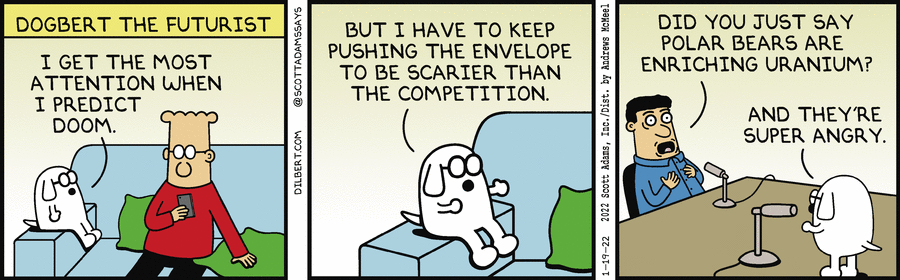 DOGBERT THE FUTURIST
I GET THE MOST
ATTENTION WHEN
I PREDICT
DOOM.
DILBERT.COM @SCOTTADAMSSAYS
BUT I HAVE TO KEEP
PUSHING THE ENVELOPE
TO BE SCARIER THAN
THE COMPETITION.
1-19-22 2022 Scott Adams, Inc./Dist. by Andrews McMeel
DID YOU JUST SAY
POLAR BEARS ARE
ENRICHING URANIUM?
AND THEY'RE
SUPER ANGRY.